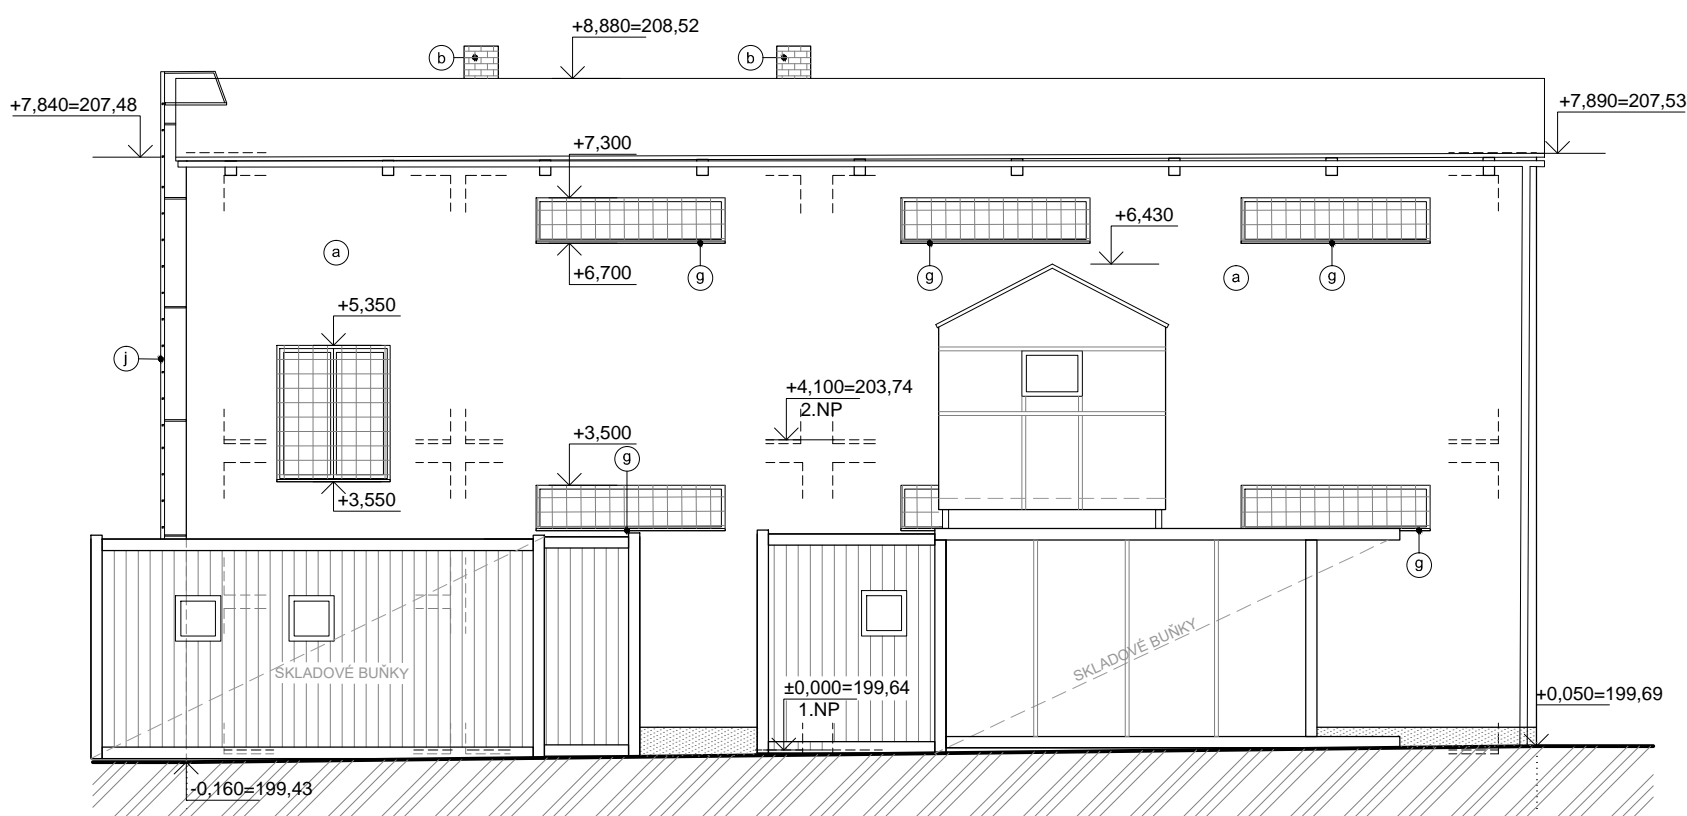 +8,880=208,52
b
b
+7,840=207,48
+7,890=207,53
+7,300
+6,430
a
+6,700
g
g
a
g
+5,350
j
+4,100=203,74
2.NP
+3,500
g
+3,550
g
SKLADOVÉ BUŇKY
SKLADOVÉ BUŇKY
±0,000=199,64
1.NP
+0,050=199,69
-0,160=199,43